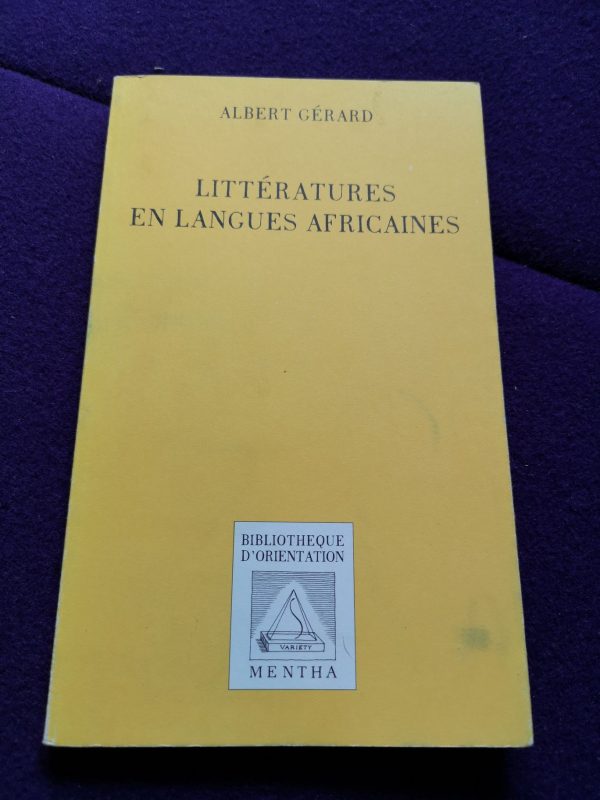 ALBERT GÉRARD
LITTÉRATURES
EN LANGUES AFRICAINES
BIBLIOTHEQUE
D'ORIENTATION
VARIETY
MENTHA